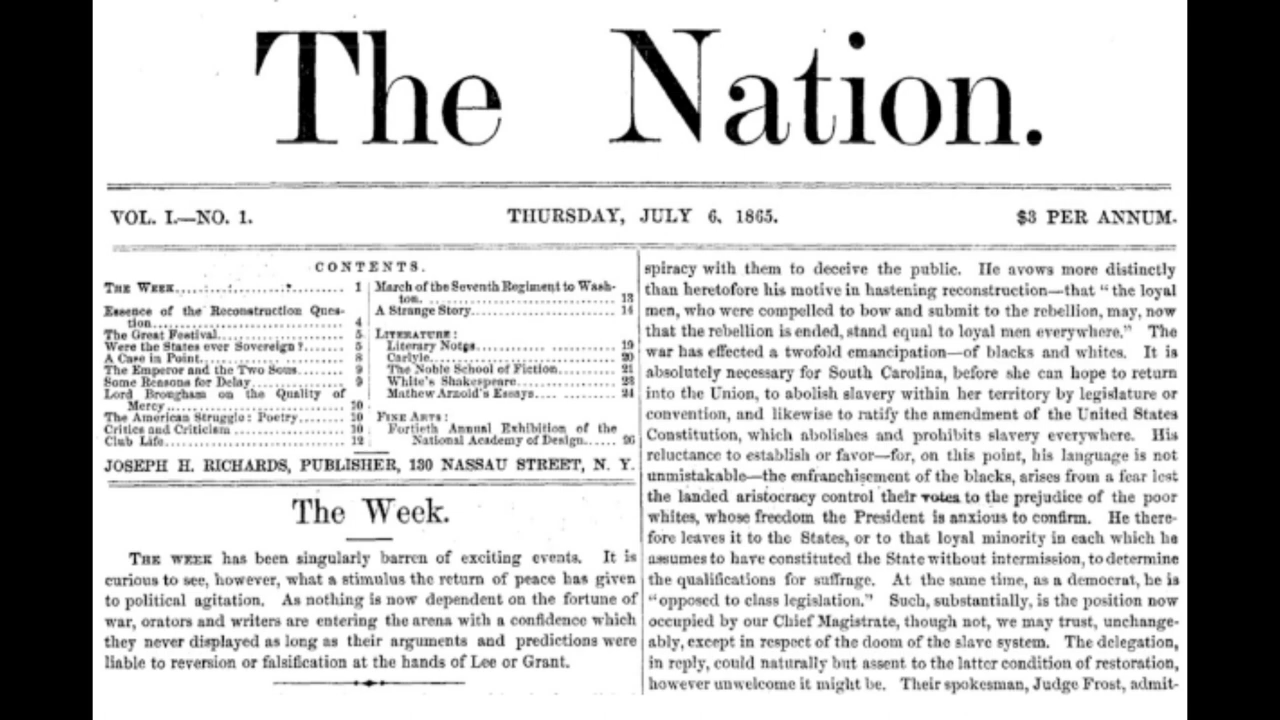 The Nation.
VOL. I.—NO. 1.
THURSDAY, JULY 6, 1865.
$3 PER ANNUM.
CONTENTS.
THE WEEK 1
Essence of the Reconstruction Ques-
tion 4
The Great Festival 5
Were the States ever Sovereign? 5
A Case in Point 8
The Emperor and the Two Sous 9
Some Reasons for Delay 9
Lord Brougham on the Quality of
Mercy 10
The American Struggle: Poetry 10
Critics and Criticism 10
Club Life 12
March of the Seventh Regiment to Wash-
ton. 13
A Strange Story 14
LITERATURE:
Literary Notes 19
Carlyle 20
The Noble School of Fiction 21
White's Shakespeare 23
Mathew Arnold's Essays 24
FINE ARTS:
Fortieth Annual Exhibition of the
National Academy of Design 26
JOSEPH H. RICHARDS, PUBLISHER, 130 NASSAU STREET, N. Y.
The Week.
THE WEEK has been singularly barren of exciting events. It is
curious to see, however, what a stimulus the return of peace has given
to political agitation. As nothing is now dependent on the fortune of
war, orators and writers are entering the arena with a confidence which
they never displayed as long as their arguments and predictions were
liable to reversion or falsification at the hands of Lee or Grant.
spiracy with them to deceive the public. He avows more distinctly
than heretofore his motive in hastening reconstruction—that "the loyal
men, who were compelled to bow and submit to the rebellion, may, now
that the rebellion is ended, stand equal to loyal men everywhere." The
war has effected a twofold emancipation—of blacks and whites. It is
absolutely necessary for South Carolina, before she can hope to return
into the Union, to abolish slavery within her territory by legislature or
convention, and likewise to ratify the amendment of the United States
Constitution, which abolishes and prohibits slavery everywhere. His
reluctance to establish or favor—for, on this point, his language is not
unmistakable—the enfranchisement of the blacks, arises from a fear lest
the landed aristocracy control their votes to the prejudice of the poor
whites, whose freedom the President is anxious to confirm. He there-
fore leaves it to the States, or to that loyal minority in each which he
assumes to have constituted the State without intermission, to determine
the qualifications for suffrage. At the same time, as a democrat, he is
"opposed to class legislation." Such, substantially, is the position now
occupied by our Chief Magistrate, though not, we may trust, unchange-
ably, except in respect of the doom of the slave system. The delegation,
in reply, could naturally but assent to the latter condition of restoration,
however unwelcome it might be. Their spokesman, Judge Frost, admit-